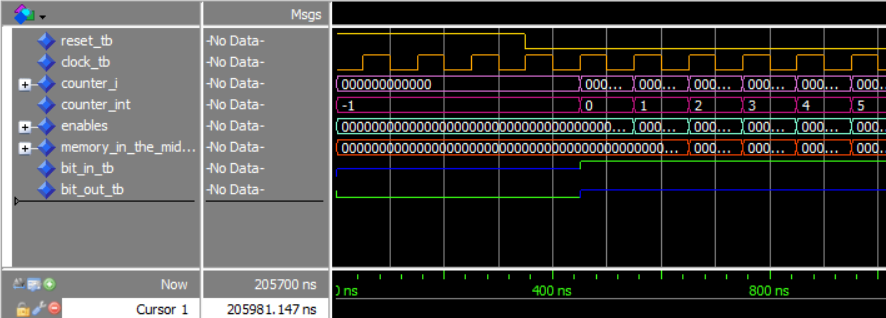 Msgs
reset_tb -No Data-
clock_tb -No Data-
counter_i -No Data- 000000000000 000... 000... 000... 000... 000... 000...
counter_int -No Data- -1 0 1 2 3 4 5
enables -No Data- 00000000000000000000000000000000000... 000... 000... 000... 000... 000...
memory_in_the_mid... -No Data- 0000000000000000000000000000000000000000000... 000... 000... 000... 000...
bit_in_tb -No Data-
bit_out_tb -No Data-
Now 205700 ns 0 ns 400 ns 800 ns
Cursor 1 205981.147 ns